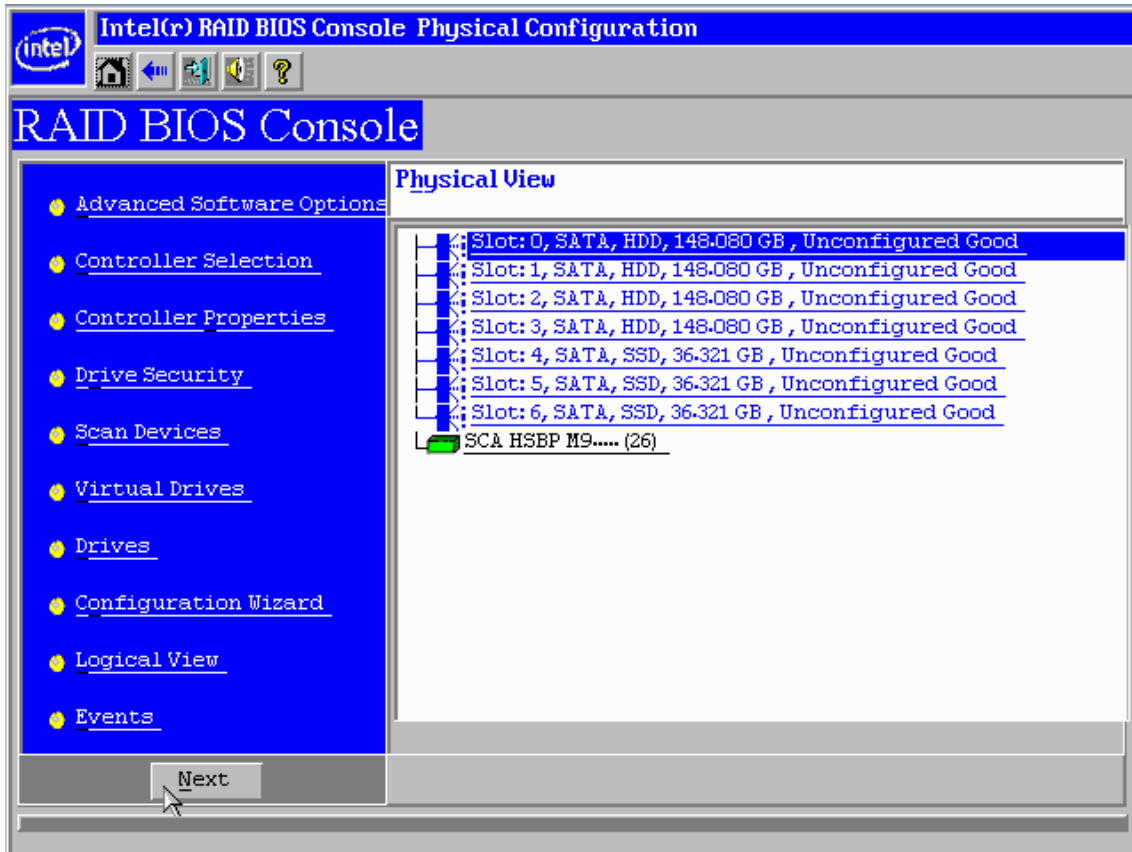 Intel(r) RAID BIOS Console Physical Configuration
intel
RAID BIOS Console
Advanced Software Options
Controller Selection
Controller Properties
Drive Security
Scan Devices
Virtual Drives
Drives
Configuration Wizard
Logical View
Events
Next
Physical View
Slot: 0, SATA, HDD, 148.080 GB , Unconfigured Good
Slot: 1, SATA, HDD, 148.080 GB , Unconfigured Good
Slot: 2, SATA, HDD, 148.080 GB , Unconfigured Good
Slot: 3, SATA, HDD, 148.080 GB , Unconfigured Good
Slot: 4, SATA, SSD, 36.321 GB , Unconfigured Good
Slot: 5, SATA, SSD, 36.321 GB , Unconfigured Good
Slot: 6, SATA, SSD, 36.321 GB , Unconfigured Good
SCA HSBP M9..... (26)